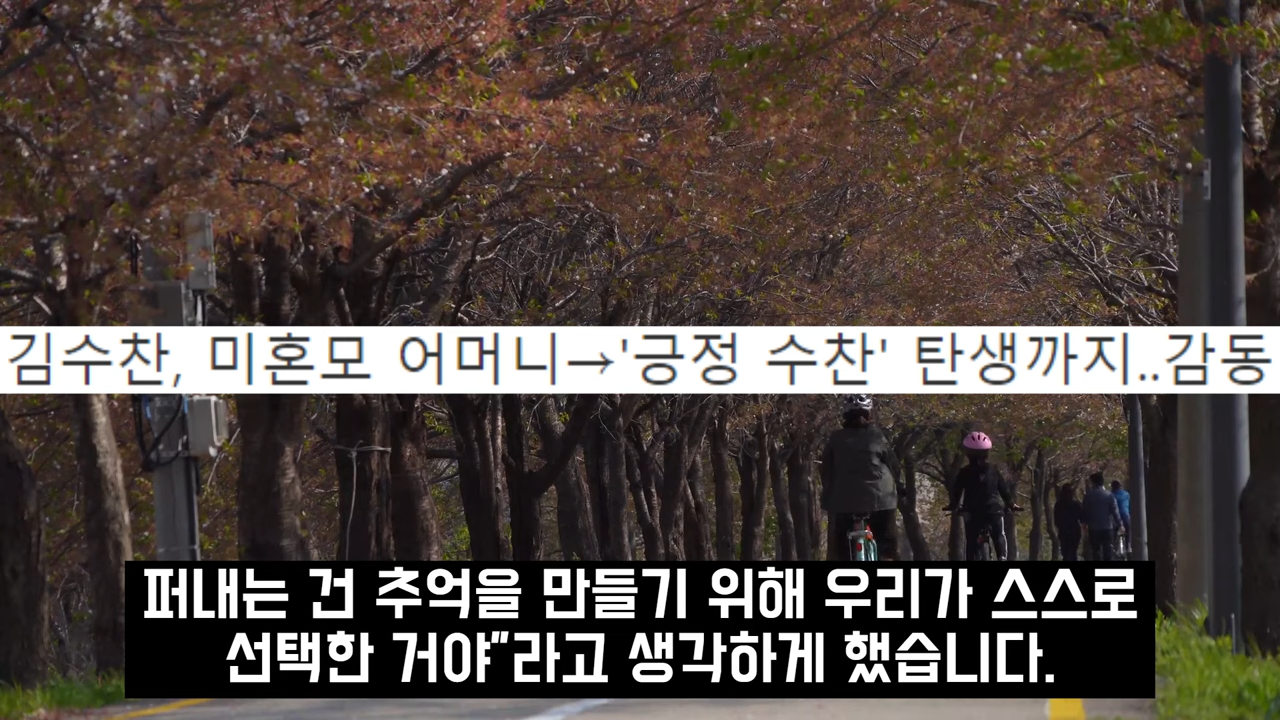 김수찬, 미혼모 어머니→'긍정 수찬' 탄생까지..감동
퍼내는 건 추억을 만들기 위해 우리가 스스로
선택한 거야"라고 생각하게 했습니다.